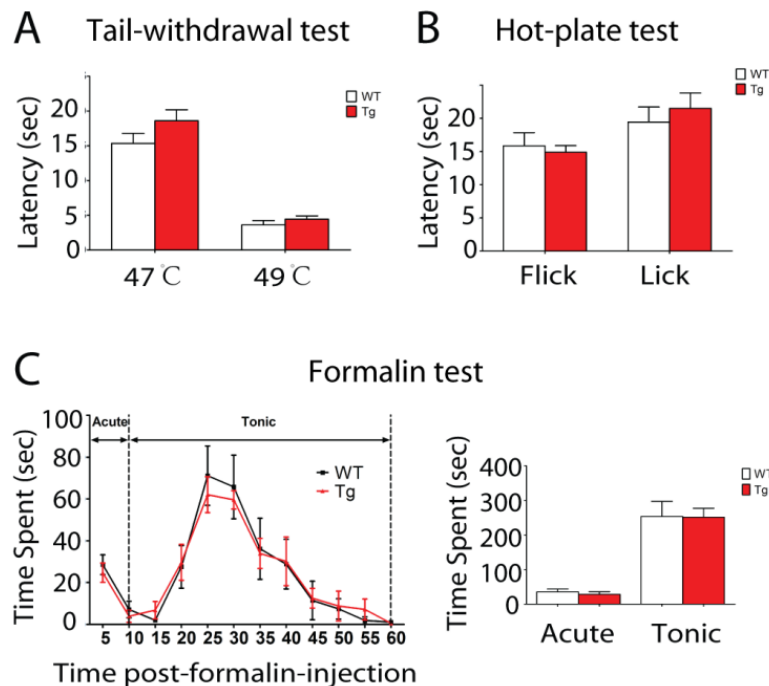 A Tail-withdrawal test
Latency (sec)
20
15
10
5
0
WT
Tg
47°C 49°C
B Hot-plate test
Latency (sec)
20
15
10
5
0
WT
Tg
Flick Lick
C Formalin test
Time Spent (sec)
100
80
60
40
20
0
Acute Tonic
WT
Tg
5 10 15 20 25 30 35 40 45 50 55 60
Time post-formalin-injection
Time Spent (sec)
400
300
200
100
0
WT
Tg
Acute Tonic